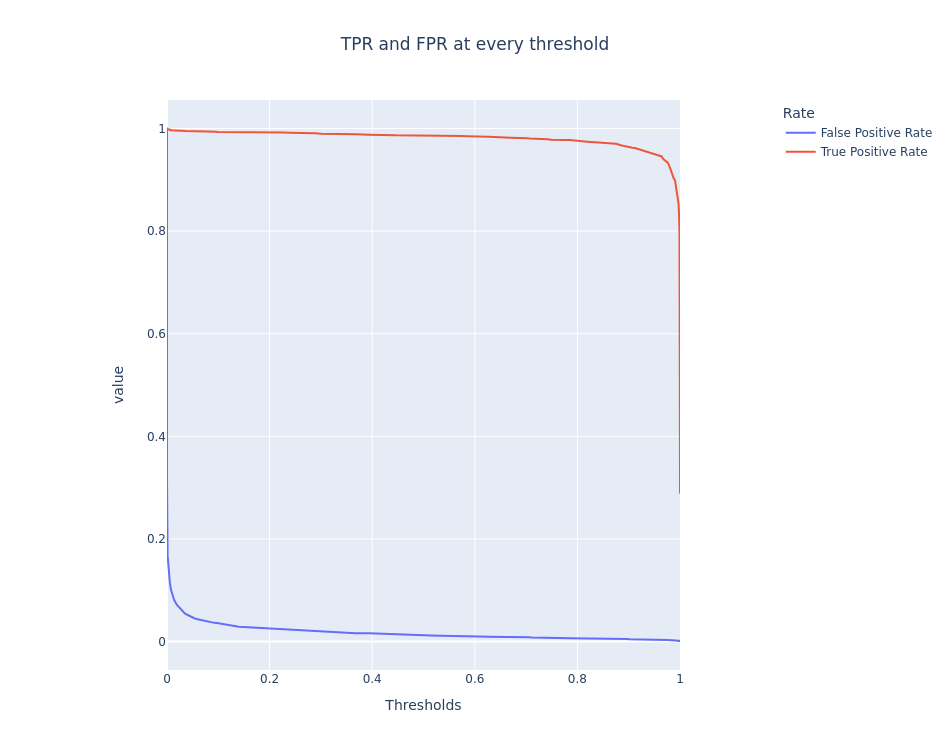 TPR and FPR at every threshold
Rate
False Positive Rate
True Positive Rate
1
0.8
0.6
0.4
0.2
0
value
0
0.2
0.4
0.6
0.8
1
Thresholds